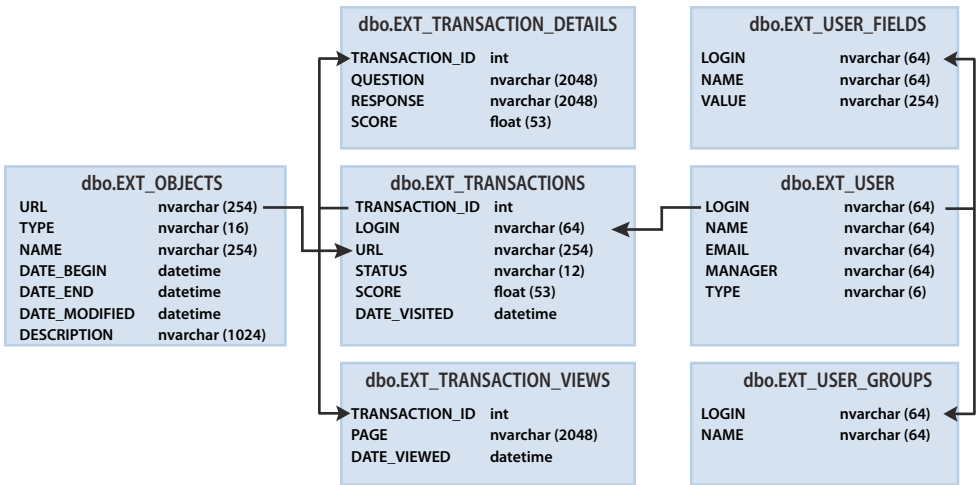 dbo.EXT_TRANSACTION_DETAILS
TRANSACTION_ID int
QUESTION nvarchar (2048)
RESPONSE nvarchar (2048)
SCORE float (53)
dbo.EXT_USER_FIELDS
LOGIN nvarchar (64)
NAME nvarchar (64)
VALUE nvarchar (254)
dbo.EXT_OBJECTS
URL nvarchar (254)
TYPE nvarchar (16)
NAME nvarchar (254)
DATE_BEGIN datetime
DATE_END datetime
DATE_MODIFIED datetime
DESCRIPTION nvarchar (1024)
dbo.EXT_TRANSACTIONS
TRANSACTION_ID int
LOGIN nvarchar (64)
URL nvarchar (254)
STATUS nvarchar (12)
SCORE float (53)
DATE_VISITED datetime
dbo.EXT_USER
LOGIN nvarchar (64)
NAME nvarchar (64)
EMAIL nvarchar (64)
MANAGER nvarchar (64)
TYPE nvarchar (6)
dbo.EXT_TRANSACTION_VIEWS
TRANSACTION_ID int
PAGE nvarchar (2048)
DATE_VIEWED datetime
dbo.EXT_USER_GROUPS
LOGIN nvarchar (64)
NAME nvarchar (64)